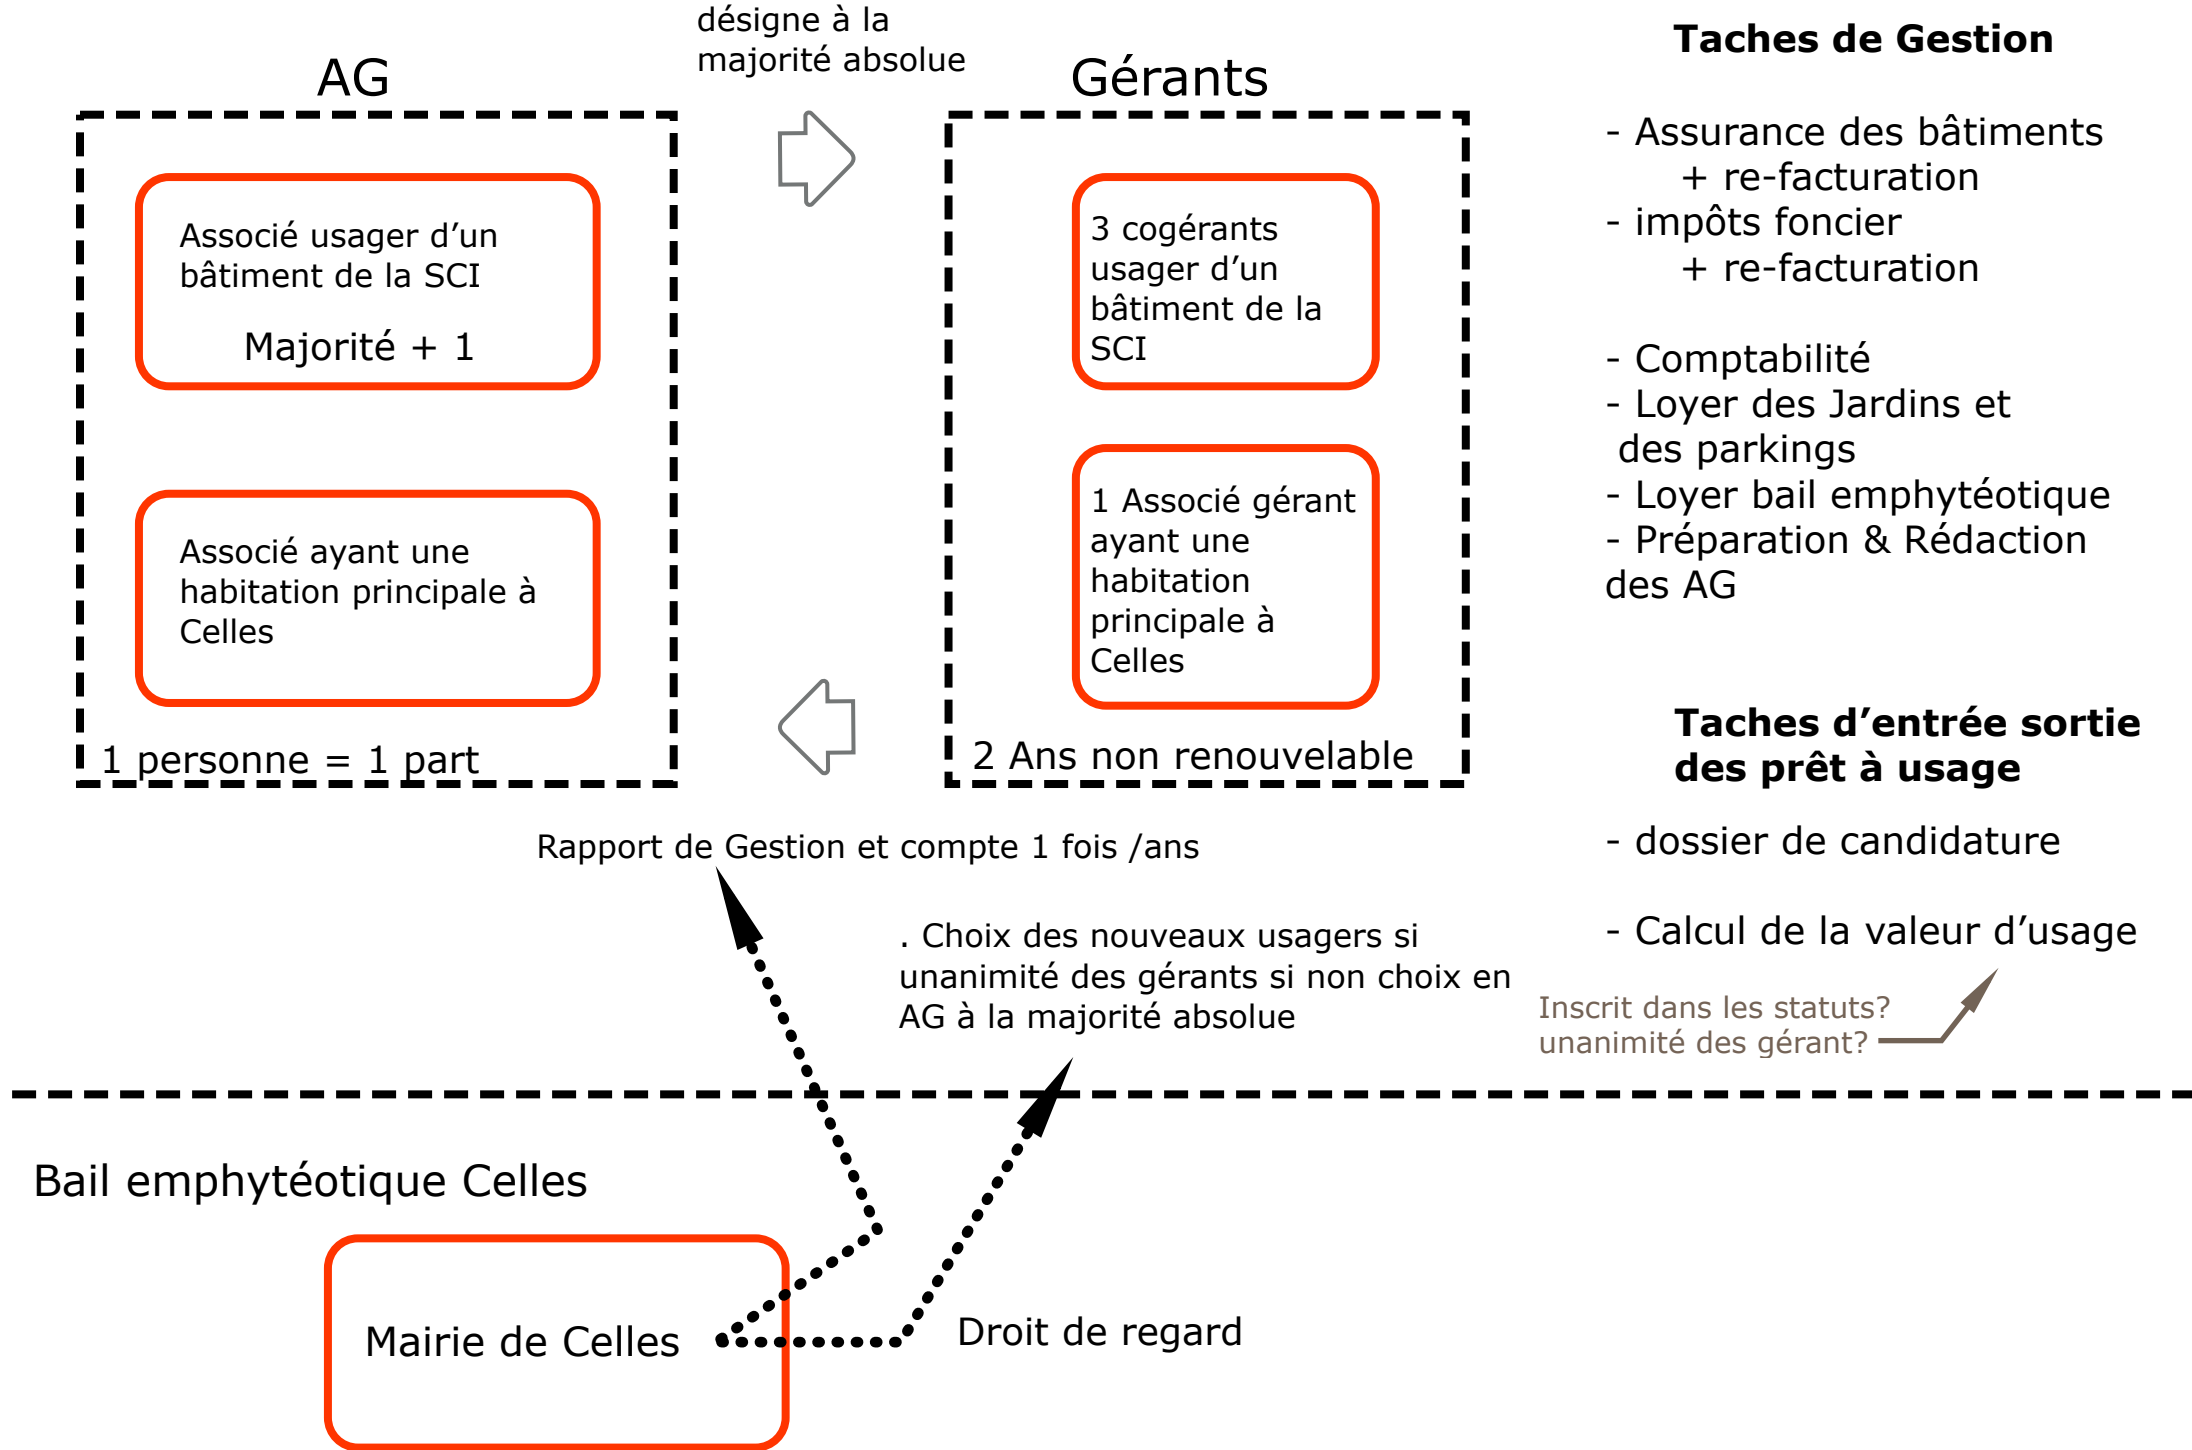 désigne à la
majorité absolue
AG
Associé usager d’un
bâtiment de la SCI
Majorité + 1
Associé ayant une
habitation principale à
Celles
1 personne = 1 part
Gérants
3 cogérants
usager d’un
bâtiment de la
SCI
1 Associé gérant
ayant une
habitation
principale à
Celles
2 Ans non renouvelable
Rapport de Gestion et compte 1 fois /ans
. Choix des nouveaux usagers si
unanimité des gérants si non choix en
AG à la majorité absolue
Taches de Gestion
- Assurance des bâtiments
+ re-facturation
- impôts foncier
+ re-facturation
- Comptabilité
- Loyer des Jardins et
des parkings
- Loyer bail emphytéotique
- Préparation & Rédaction
des AG
Taches d’entrée sortie
des prêt à usage
- dossier de candidature
- Calcul de la valeur d’usage
Inscrit dans les statuts?
unanimité des gérant?
Bail emphytéotique Celles
Mairie de Celles
Droit de regard